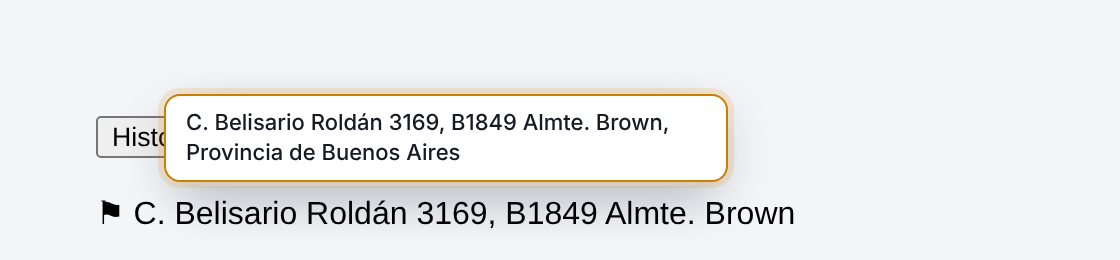 C. Belisario Roldán 3169, B1849 Almte. Brown,
Provincia de Buenos Aires
⚑ C. Belisario Roldán 3169, B1849 Almte. Brown